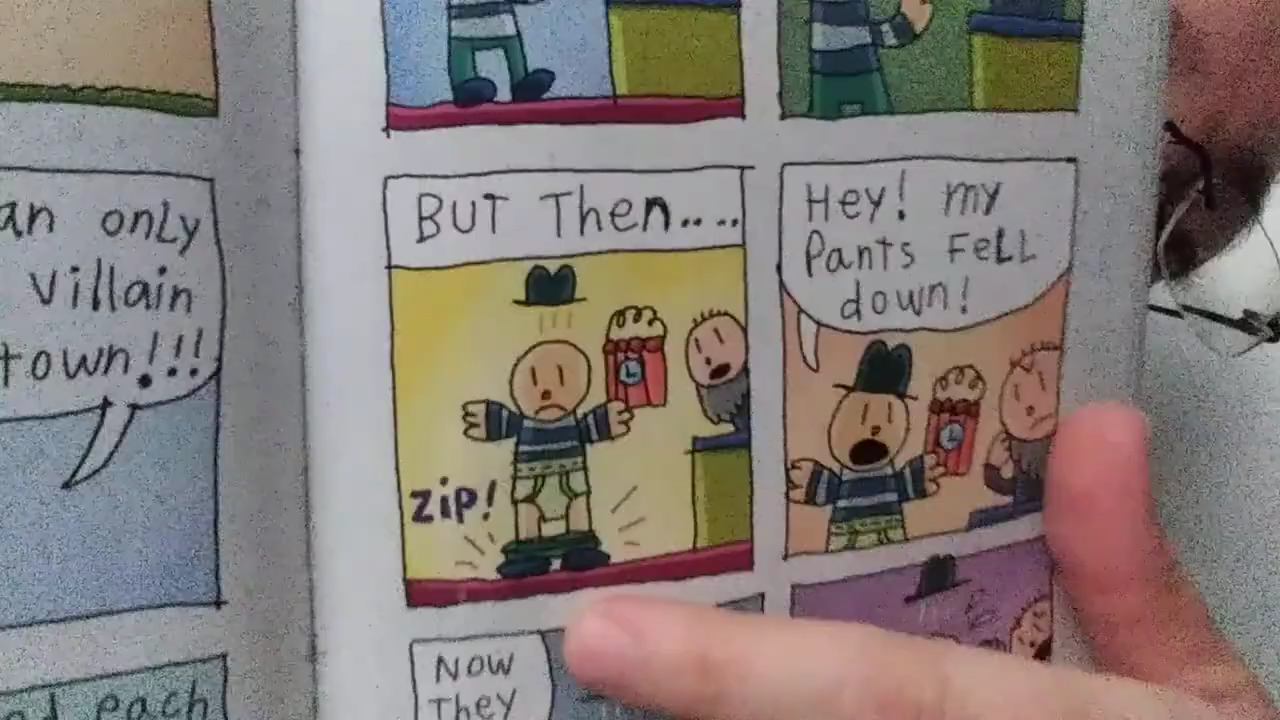 an only
Villain
town!!!
BUT Then....
Zip!
Hey! my
Pants Fell
down!
Now
They
each